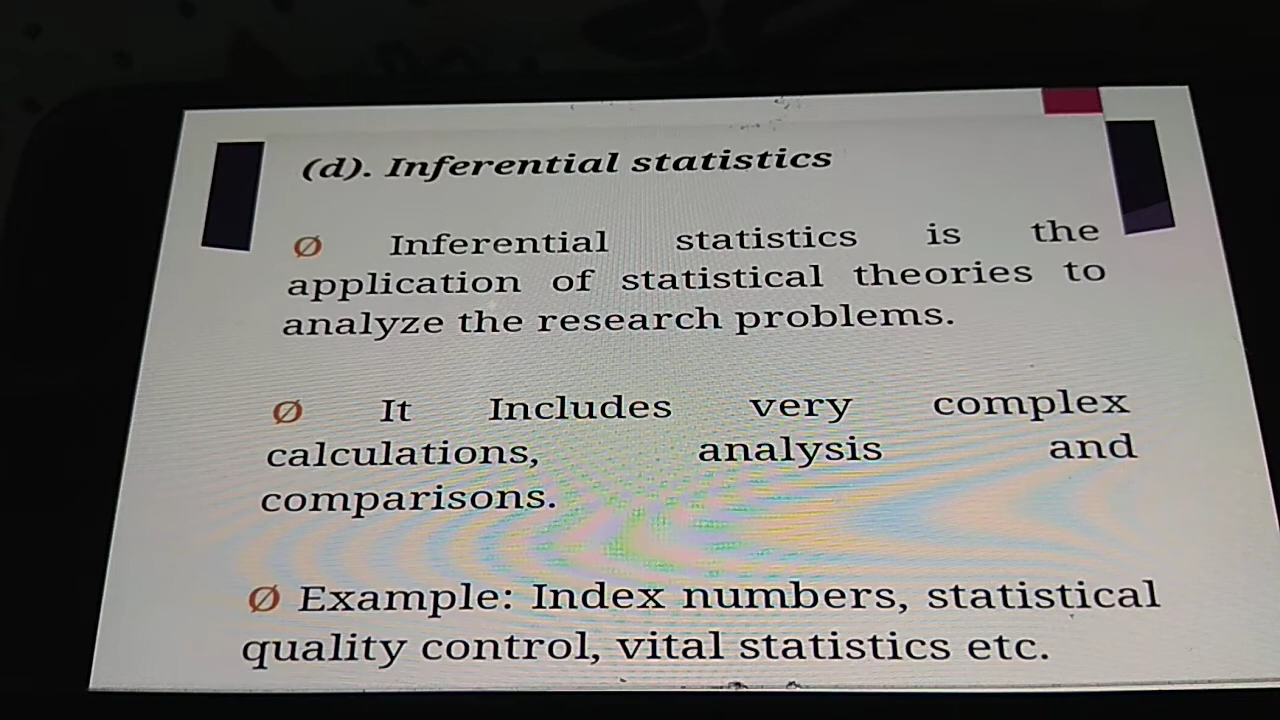 (d). Inferential statistics
Ø Inferential statistics is the
application of statistical theories to
analyze the research problems.
Ø It Includes very complex
calculations, analysis and
comparisons.
Ø Example: Index numbers, statistical
quality control, vital statistics etc.